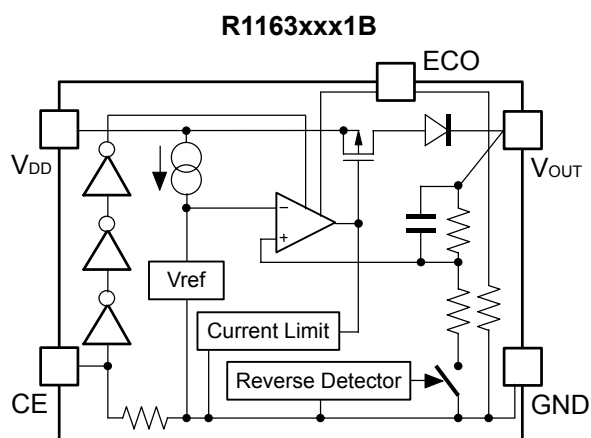 R1163xxx1B
ECO
VDD
VOUT
−
+
Vref
Current Limit
Reverse Detector
CE
GND